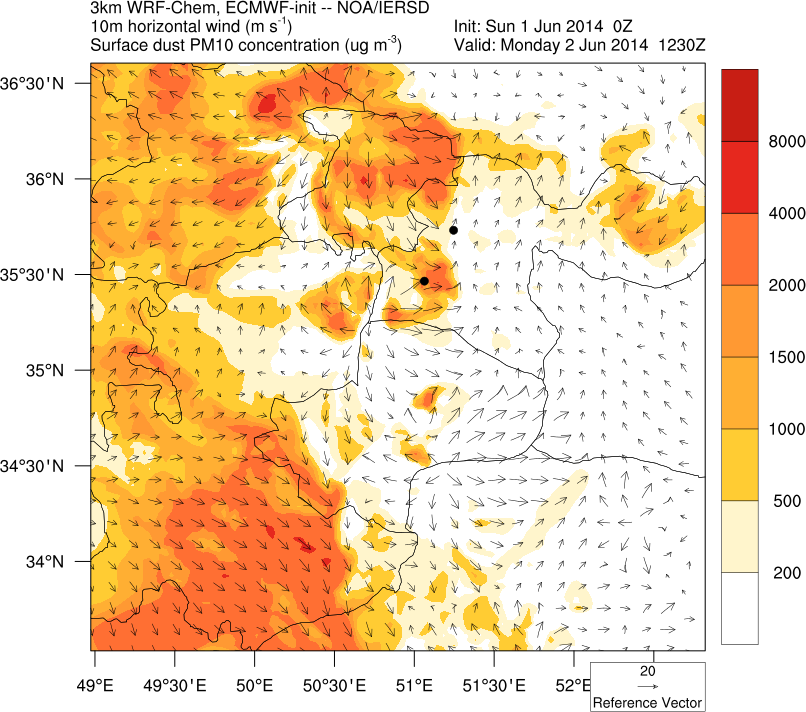 3km WRF-Chem, ECMWF-init -- NOA/IERSD
10m horizontal wind (m s⁻¹) Init: Sun 1 Jun 2014 0Z
Surface dust PM10 concentration (ug m⁻³) Valid: Monday 2 Jun 2014 1230Z
36°30'N
36°N
35°30'N
35°N
34°30'N
34°N
8000
4000
2000
1500
1000
500
200
49°E 49°30'E 50°E 50°30'E 51°E 51°30'E 52°E
20
Reference Vector